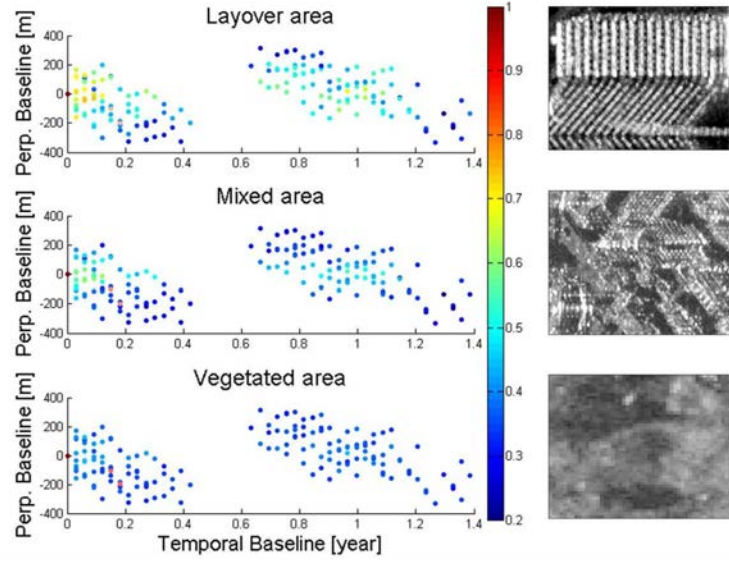 Layover area
Perp. Baseline [m]
400
200
0
-200
-400
0 0.2 0.4 0.6 0.8 1 1.2 1.4
Mixed area
Perp. Baseline [m]
400
200
0
-200
-400
0 0.2 0.4 0.6 0.8 1 1.2 1.4
Vegetated area
Perp. Baseline [m]
400
200
0
-200
-400
0 0.2 0.4 0.6 0.8 1 1.2 1.4
Temporal Baseline [year]
1
0.9
0.8
0.7
0.6
0.5
0.4
0.3
0.2